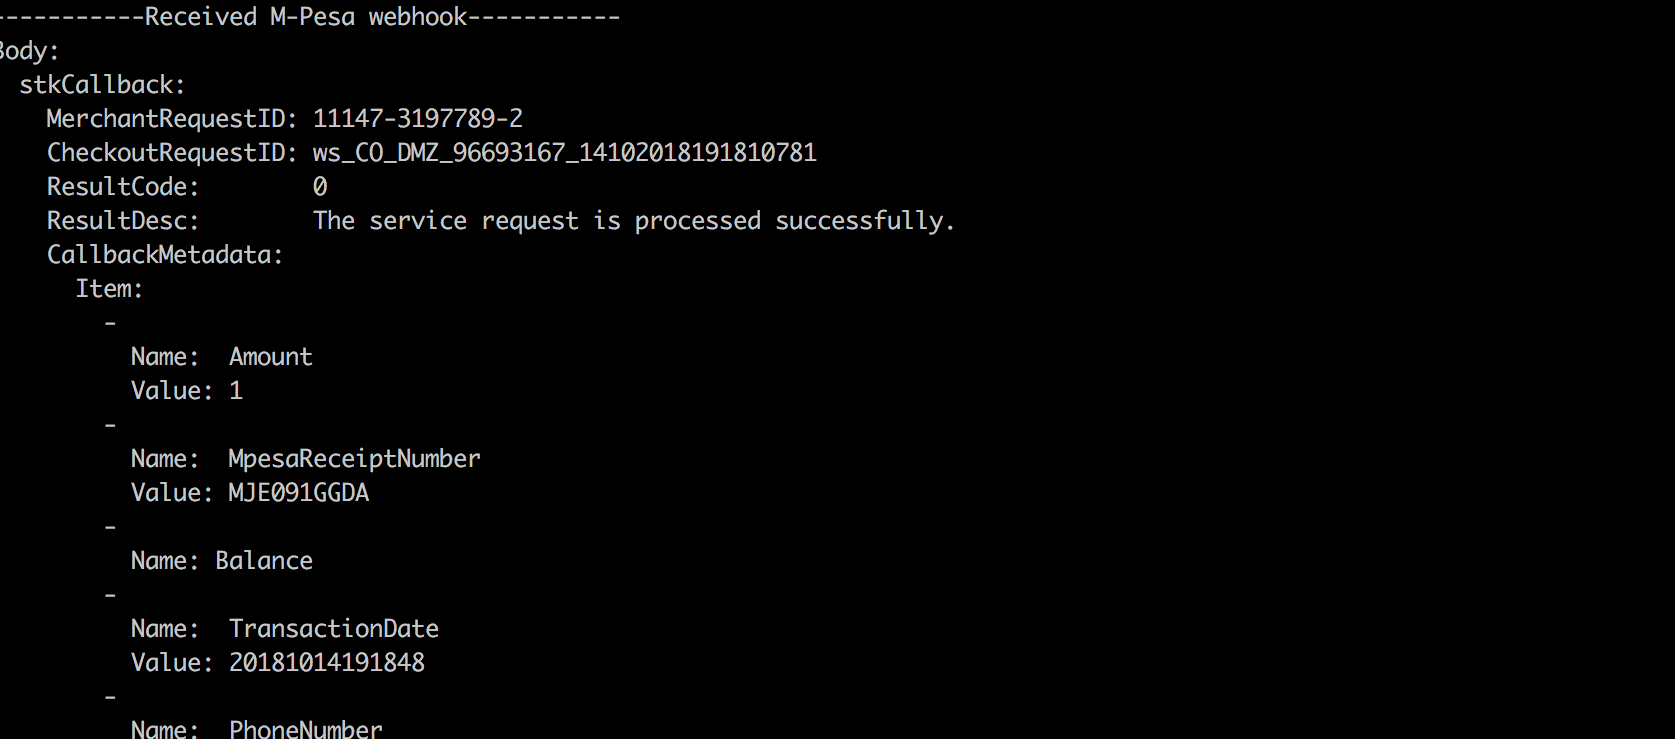 -----------Received M-Pesa webhook-----------
Body:
stkCallback:
MerchantRequestID: 11147-3197789-2
CheckoutRequestID: ws_CO_DMZ_96693167_14102018191810781
ResultCode: 0
ResultDesc: The service request is processed successfully.
CallbackMetadata:
Item:
-
Name: Amount
Value: 1
-
Name: MpesaReceiptNumber
Value: MJE091GGDA
-
Name: Balance
-
Name: TransactionDate
Value: 20181014191848
-
Name: PhoneNumber